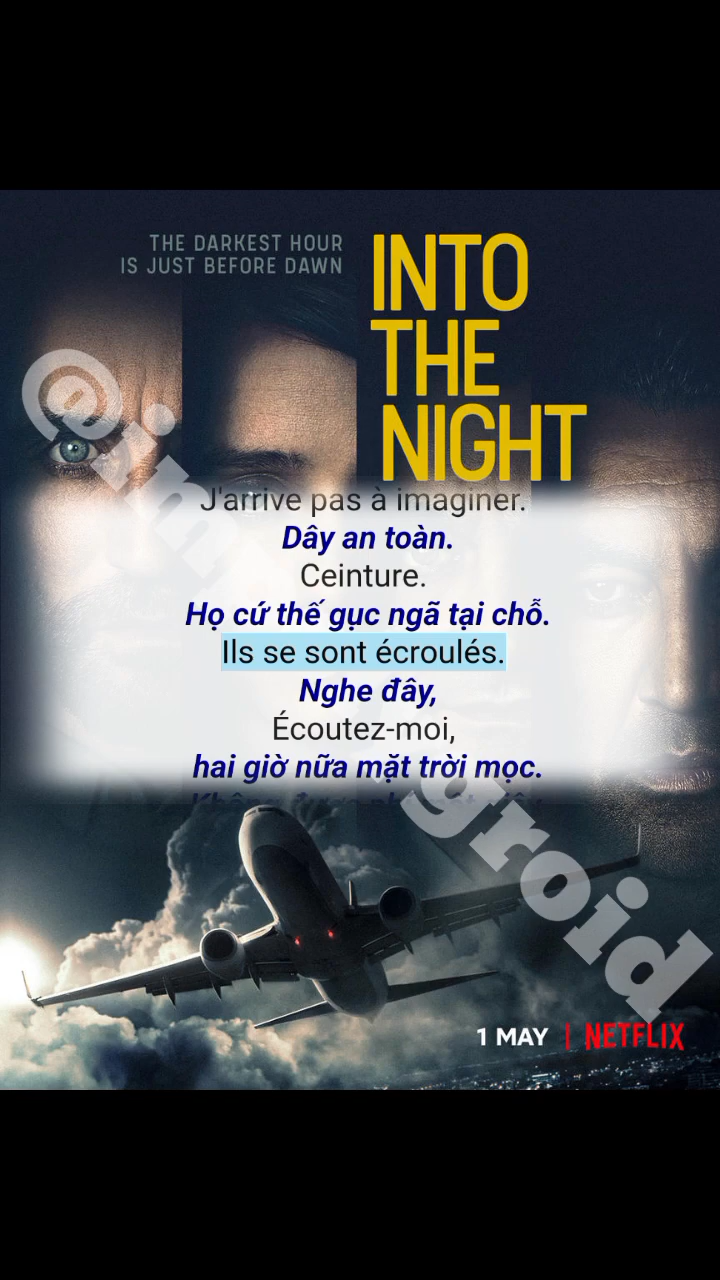 THE DARKEST HOUR
IS JUST BEFORE DAWN
INTO
THE
NIGHT
J'arrive pas à imaginer.
Dây an toàn.
Ceinture.
Họ cứ thế gục ngã tại chỗ.
Ils se sont écroulés.
Nghe đây,
Écoutez-moi,
hai giờ nữa mặt trời mọc.
1 MAY | NETFLIX